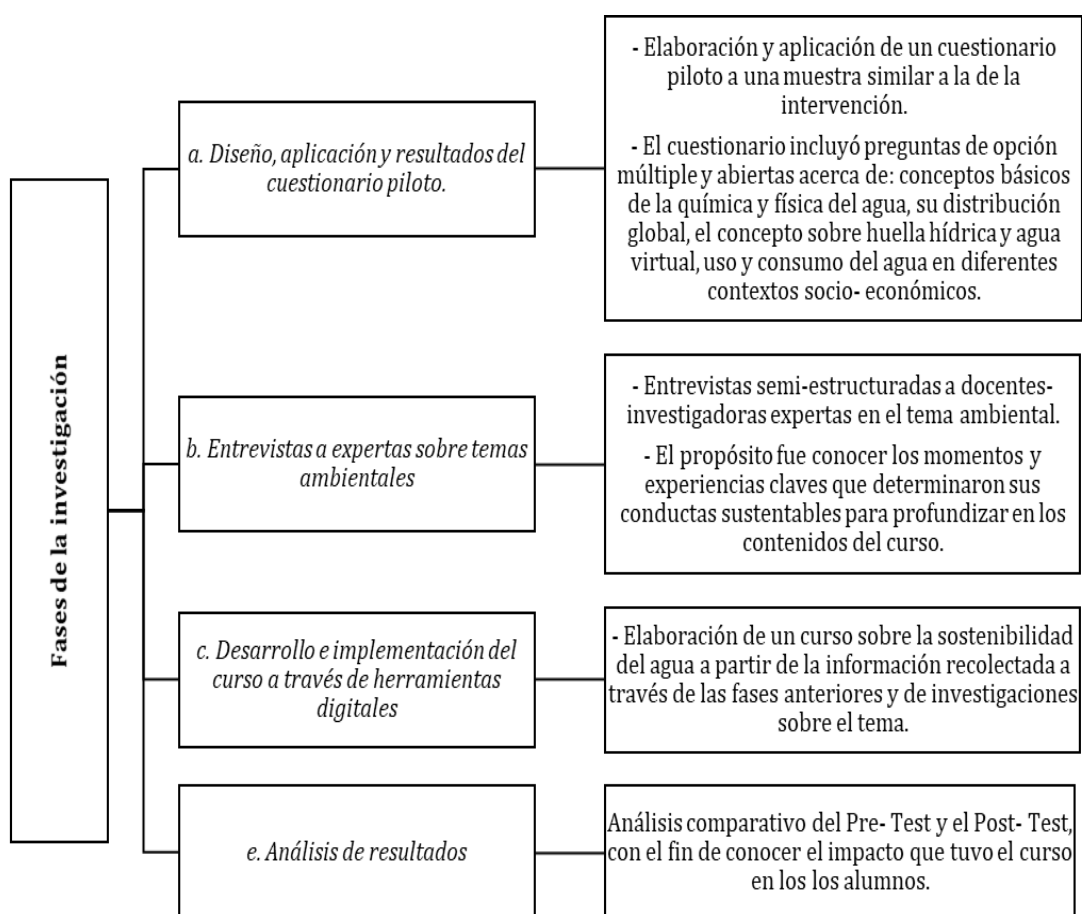 Fases de la investigación
a. Diseño, aplicación y resultados del
cuestionario piloto.
- Elaboración y aplicación de un cuestionario
piloto a una muestra similar a la de la
intervención.
- El cuestionario incluyó preguntas de opción
múltiple y abiertas acerca de: conceptos básicos
de la química y física del agua, su distribución
global, el concepto sobre huella hídrica y agua
virtual, uso y consumo del agua en diferentes
contextos socio- económicos.
b. Entrevistas a expertas sobre temas
ambientales
- Entrevistas semi-estructuradas a docentes-
investigadoras expertas en el tema ambiental.
- El propósito fue conocer los momentos y
experiencias claves que determinaron sus
conductas sustentables para profundizar en los
contenidos del curso.
c. Desarrollo e implementación del
curso a través de herramientas
digitales
- Elaboración de un curso sobre la sostenibilidad
del agua a partir de la información recolectada a
través de las fases anteriores y de investigaciones
sobre el tema.
e. Análisis de resultados
Análisis comparativo del Pre- Test y el Post- Test,
con el fin de conocer el impacto que tuvo el curso
en los los alumnos.